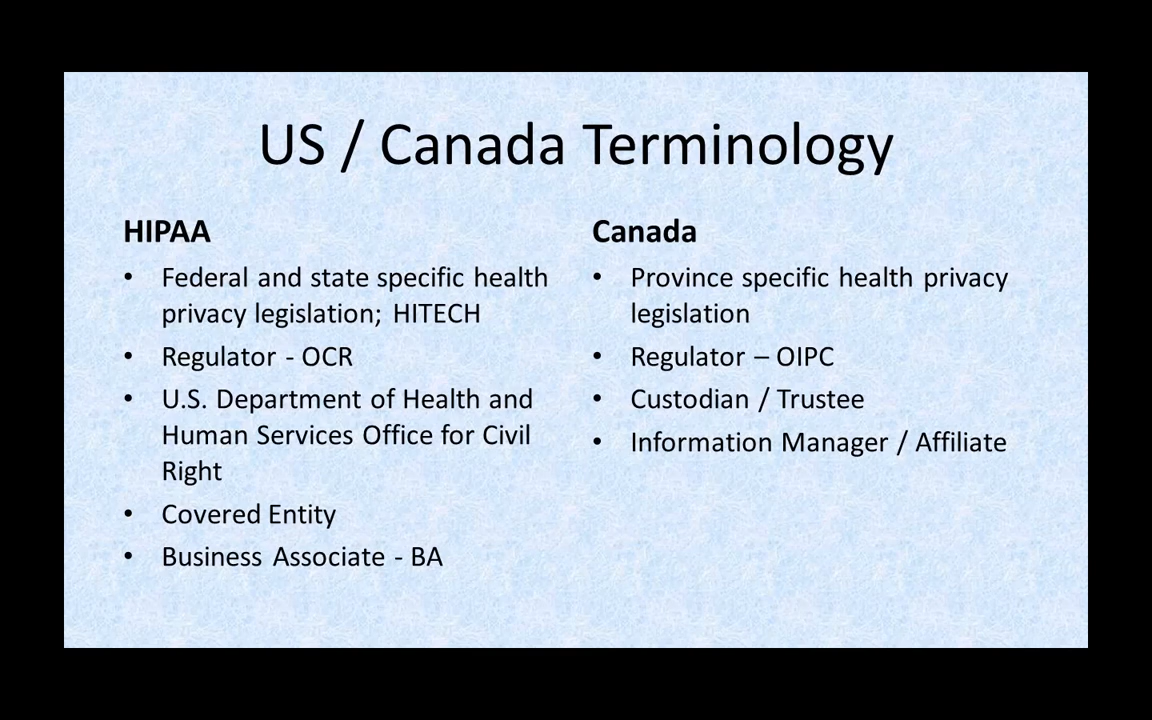 US / Canada Terminology
HIPAA
• Federal and state specific health
privacy legislation; HITECH
• Regulator - OCR
• U.S. Department of Health and
Human Services Office for Civil
Right
• Covered Entity
• Business Associate - BA
Canada
• Province specific health privacy
legislation
• Regulator – OIPC
• Custodian / Trustee
• Information Manager / Affiliate